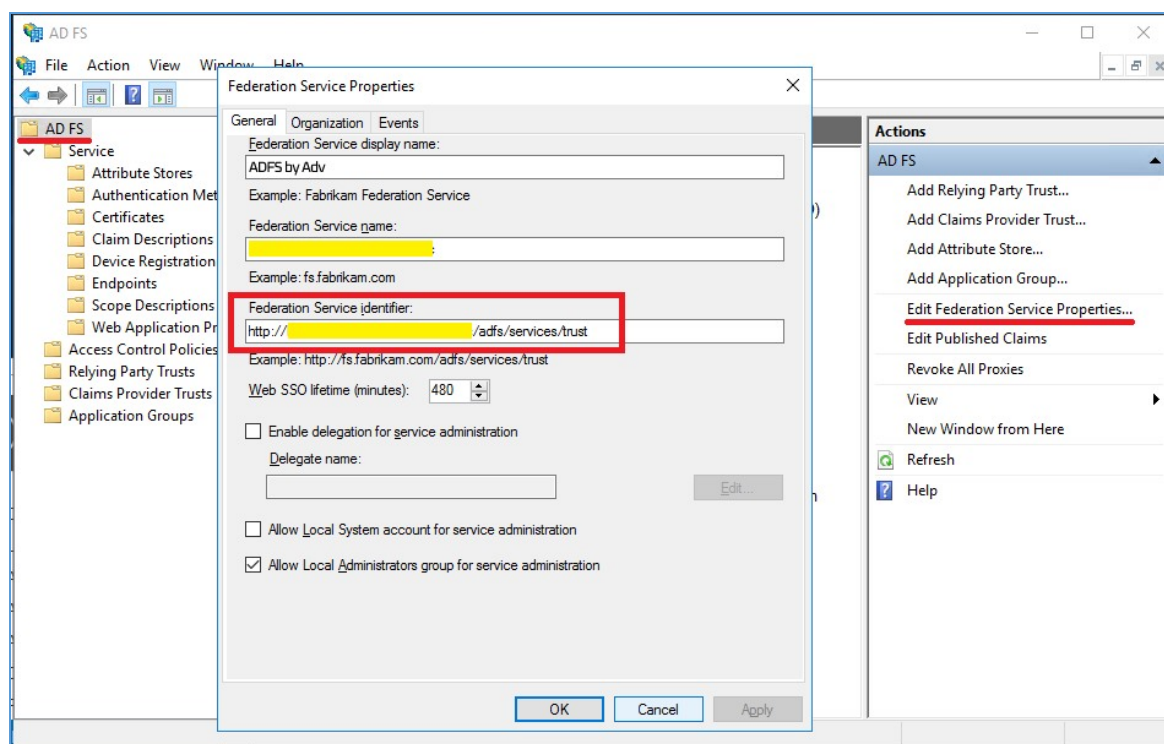 AD FS
File Action View Window Help
Federation Service Properties
General Organization Events
Federation Service display name:
ADFS by Adv
Example: Fabrikam Federation Service
Federation Service name:
Example: fs.fabrikam.com
Federation Service identifier:
http:// /adfs/services/trust
Example: http://fs.fabrikam.com/adfs/services/trust
Web SSO lifetime (minutes): 480
Enable delegation for service administration
Delegate name:
Edit...
Allow Local System account for service administration
Allow Local Administrators group for service administration
OK Cancel Apply
AD FS
Service
Attribute Stores
Authentication Met
Certificates
Claim Descriptions
Device Registration
Endpoints
Scope Descriptions
Web Application Pr
Access Control Policies
Relying Party Trusts
Claims Provider Trusts
Application Groups
Actions
AD FS
Add Relying Party Trust...
Add Claims Provider Trust...
Add Attribute Store...
Add Application Group...
Edit Federation Service Properties...
Edit Published Claims
Revoke All Proxies
View
New Window from Here
Refresh
Help